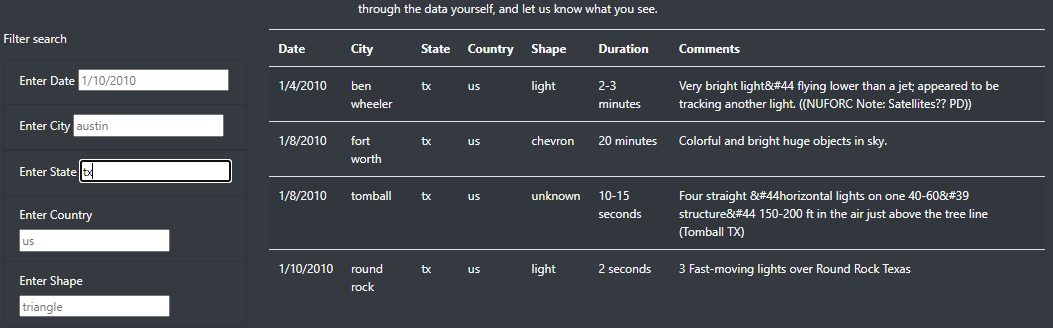 through the data yourself, and let us know what you see.
Filter search
Enter Date 1/10/2010
Enter City austin
Enter State tx
Enter Country
us
Enter Shape
triangle
Date City State Country Shape Duration Comments
1/4/2010 ben tx us light 2-3 Very bright light&#44 flying lower than a jet; appeared to be
wheeler minutes tracking another light. ((NUFORC Note: Satellites?? PD))
1/8/2010 fort tx us chevron 20 minutes Colorful and bright huge objects in sky.
worth
1/8/2010 tomball tx us unknown 10-15 Four straight &#44horizontal lights on one 40-60&#39
seconds structure&#44 150-200 ft in the air just above the tree line
(Tomball TX)
1/10/2010 round tx us light 2 seconds 3 Fast-moving lights over Round Rock Texas
rock